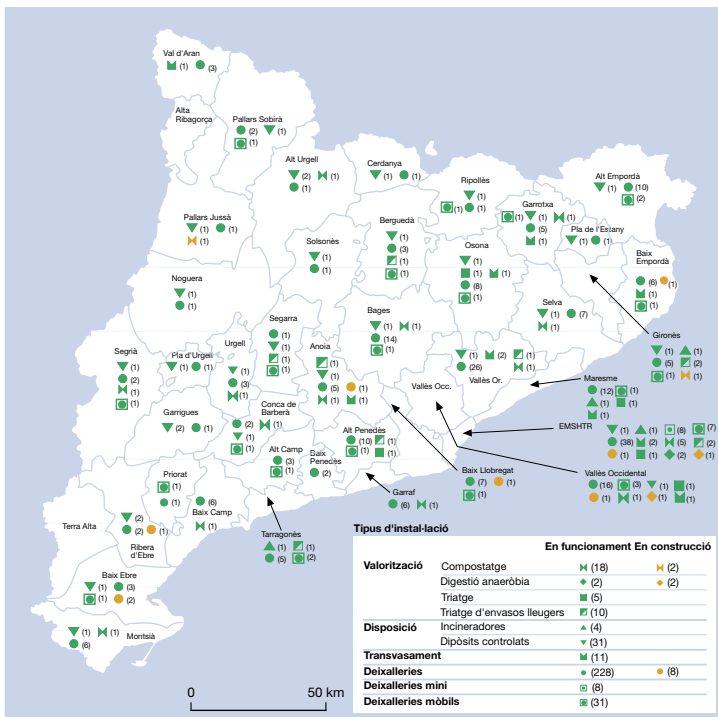 Val d'Aran
(1) (3)
Alta
Ribagorça
Pallars Sobirà
(2) (1)
(1)
Alt Urgell
(2) (1)
(1)
Cerdanya
(1) (1)
Ripollès
(1)
(1) (1)
Alt Empordà
(1) (10)
(2)
Garrotxa
(1) (1) (1)
(5)
(1)
Pla de l'Estany
(1) (1)
Pallars Jussà
(1) (1)
(1)
Solsonès
(1)
(1)
Berguedà
(1)
(3)
(1)
(1)
Osona
(1)
(1) (1)
(8)
(1)
Baix
Empordà
(6) (1)
(1)
(1)
Noguera
(1)
(1)
Selva
(1) (7)
(1)
Segarra
(1)
(1)
(1)
(1)
Bages
(1) (1)
(14)
(1)
Gironès
(1) (1)
(5) (2)
(1) (1)
Segrià
(1)
(2)
(1)
(1)
Pla d'Urgell
(1) (1)
Urgell
(1)
(3)
(1)
Anoia
(1)
(1)
(5) (1)
(1) (1)
Vallès Occ.
Vallès Or.
(1) (2) (1)
(26) (1)
Maresme
(12) (1)
(1) (1)
(1)
Garrigues
(2) (1)
Conca de
Barberà
(2) (1)
(1)
(1)
Alt Penedès
(10) (1)
(1) (1)
EMSHTR
(1) (1) (8) (7)
(38) (2) (5) (2)
(1) (1) (2) (1)
Alt Camp
(3)
(1)
Baix
Penedès
(2)
Baix Llobregat
(7) (1)
(1)
Vallès Occidental
(16) (3) (1) (1)
(1) (1) (1) (1)
Priorat
(1)
(1)
(6)
Baix Camp
(1)
Garraf
(6) (1)
Terra Alta
(2)
(2) (1)
Ribera
d'Ebre
Tarragonès
(1) (1)
(5) (2)
Baix Ebre
(1) (3)
(1) (2)
(1) (1)
(6)
Montsià
0 50 km
Tipus d'instal·lació
En funcionament En construcció
Valorització Compostatge (18) (2)
Digestió anaeròbia (2) (2)
Triatge (5)
Triatge d'envasos lleugers (10)
Disposició Incineradores (4)
Dipòsits controlats (31)
Transvasament (11)
Deixalleries (228) (8)
Deixalleries mini (8)
Deixalleries mòbils (31)